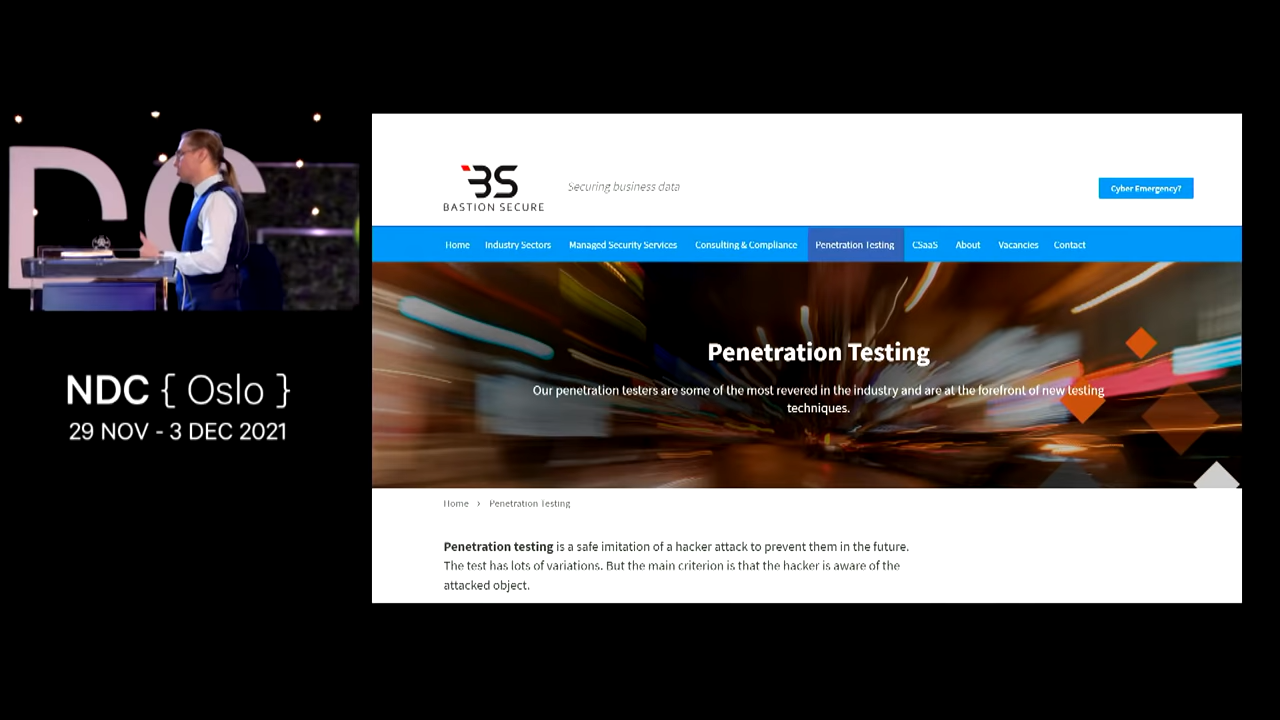 DC
NDC { Oslo }
29 NOV - 3 DEC 2021
BS
BASTION SECURE
Securing business data
Cyber Emergency?
Home Industry Sectors Managed Security Services Consulting & Compliance Penetration Testing CSaaS About Vacancies Contact
Penetration Testing
Our penetration testers are some of the most revered in the industry and are at the forefront of new testing
techniques.
Home › Penetration Testing
Penetration testing is a safe imitation of a hacker attack to prevent them in the future.
The test has lots of variations. But the main criterion is that the hacker is aware of the
attacked object.